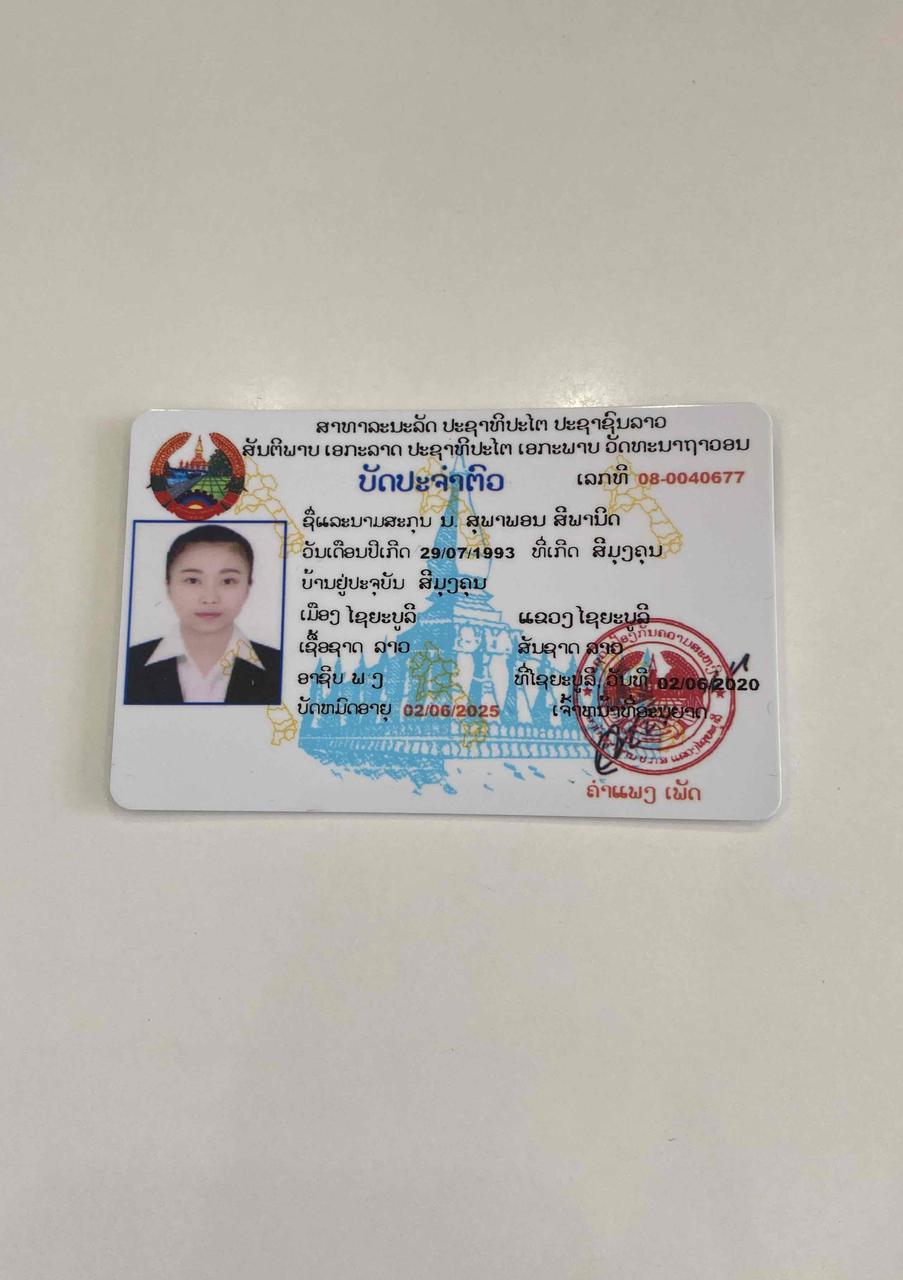 ສາທາລະນະລັດ ປະຊາທິປະໄຕ ປະຊາຊົນລາວ
ສັນຕິພາບ ເອກະລາດ ປະຊາທິປະໄຕ ເອກະພາບ ວັດທະນາຖາວອນ
ບັດປະຈຳຕົວ ເລກທີ 08-0040677
ຊື່ແລະນາມສະກຸນ ນ. ສຸພາພອນ ສີພານິດ
ວັນເດືອນປີເກີດ 29/07/1993 ທີ່ເກີດ ສີມຸງຄຸນ
ບ້ານຢູ່ປະຈຸບັນ ສີມຸງຄຸນ
ເມືອງ ໄຊຍະບູລີ ແຂວງ ໄຊຍະບູລີ
ເຊື້ອຊາດ ລາວ ສັນຊາດ ລາວ
ອາຊີບ ພ ງ ທີ່ໄຊຍະບູລີ, ວັນທີ 02/06/2020
ບັດຫມົດອາຍຸ 02/06/2025 ເຈົ້າຫນ້າທີ່ອະນຸຍາດ
ຄຳແພງ ເພັດ